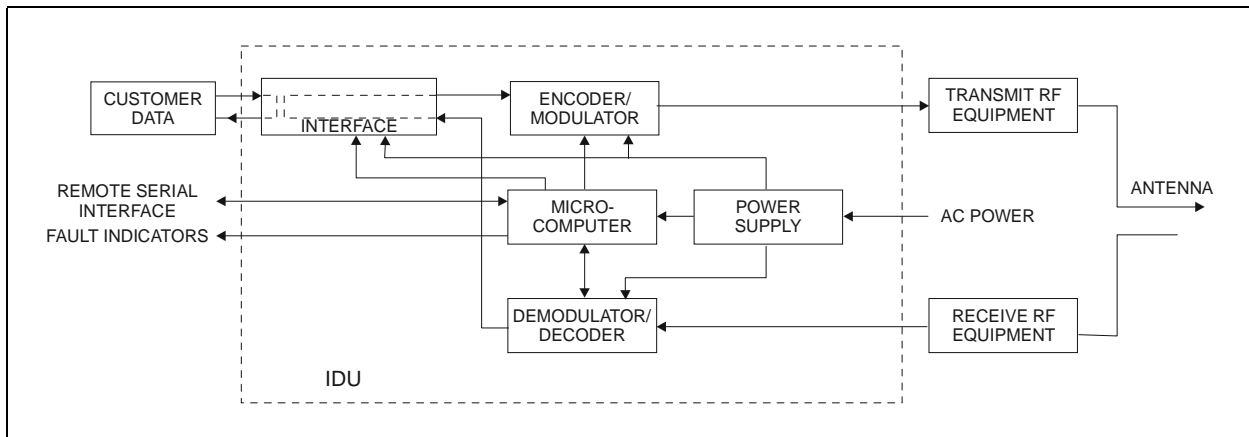 CUSTOMER
DATA
INTERFACE
ENCODER/
MODULATOR
TRANSMIT RF
EQUIPMENT
REMOTE SERIAL
INTERFACE
FAULT INDICATORS
MICRO-
COMPUTER
POWER
SUPPLY
AC POWER
ANTENNA
DEMODULATOR/
DECODER
RECEIVE RF
EQUIPMENT
IDU